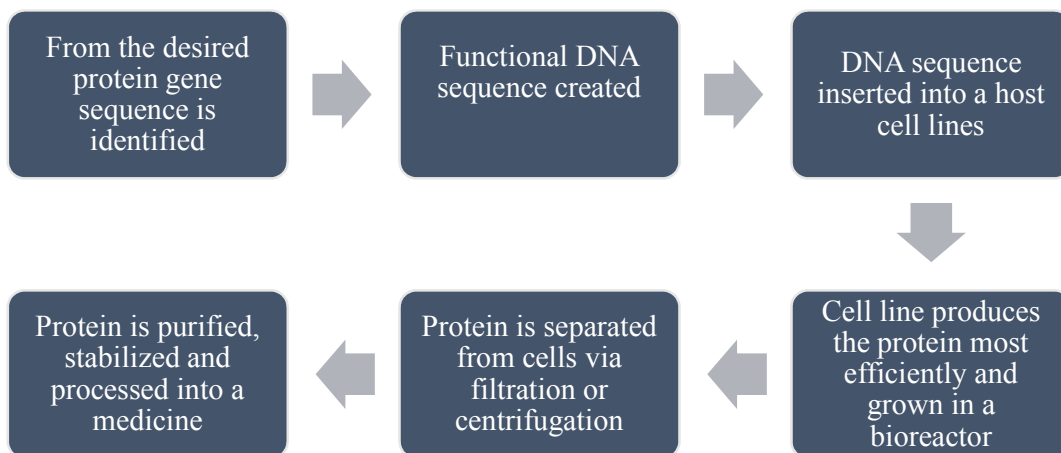 From the desired
protein gene
sequence is
identified
Functional DNA
sequence created
DNA sequence
inserted into a host
cell lines
Cell line produces
the protein most
efficiently and
grown in a
bioreactor
Protein is separated
from cells via
filtration or
centrifugation
Protein is purified,
stabilized and
processed into a
medicine